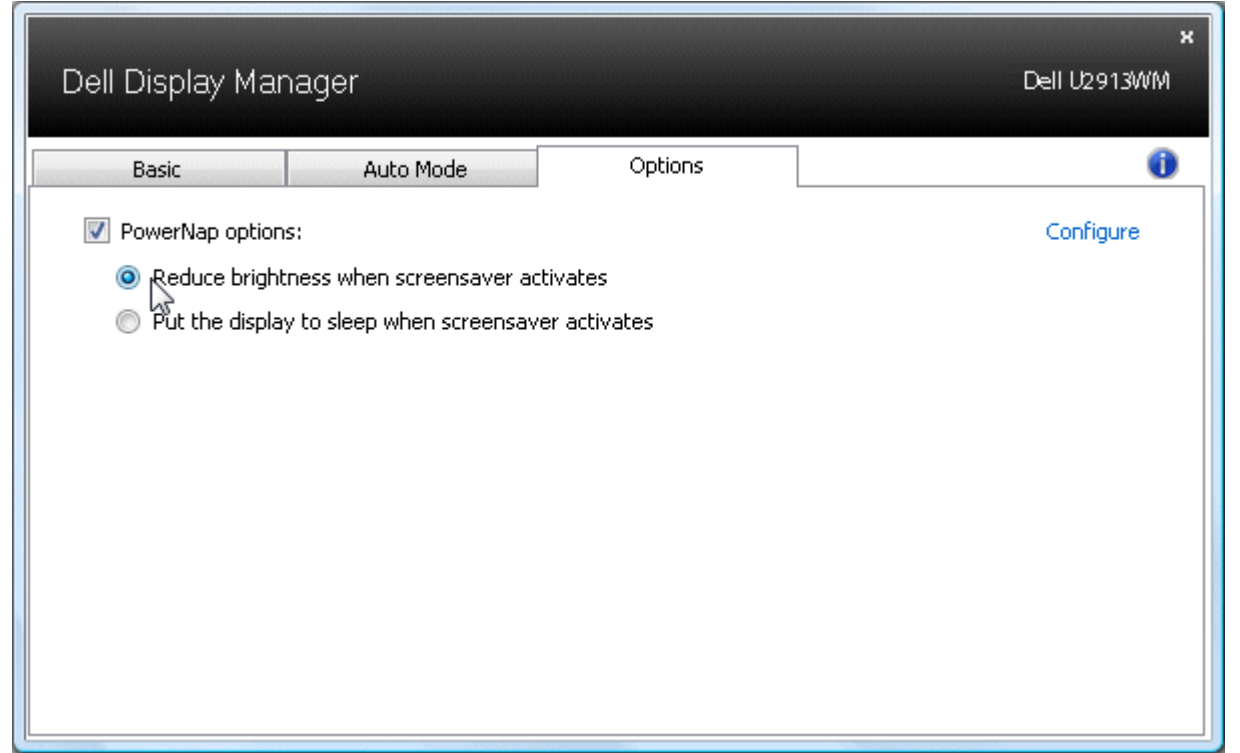 Dell Display Manager
Dell U2913WM
Basic
Auto Mode
Options
PowerNap options:
Configure
Reduce brightness when screensaver activates
Put the display to sleep when screensaver activates